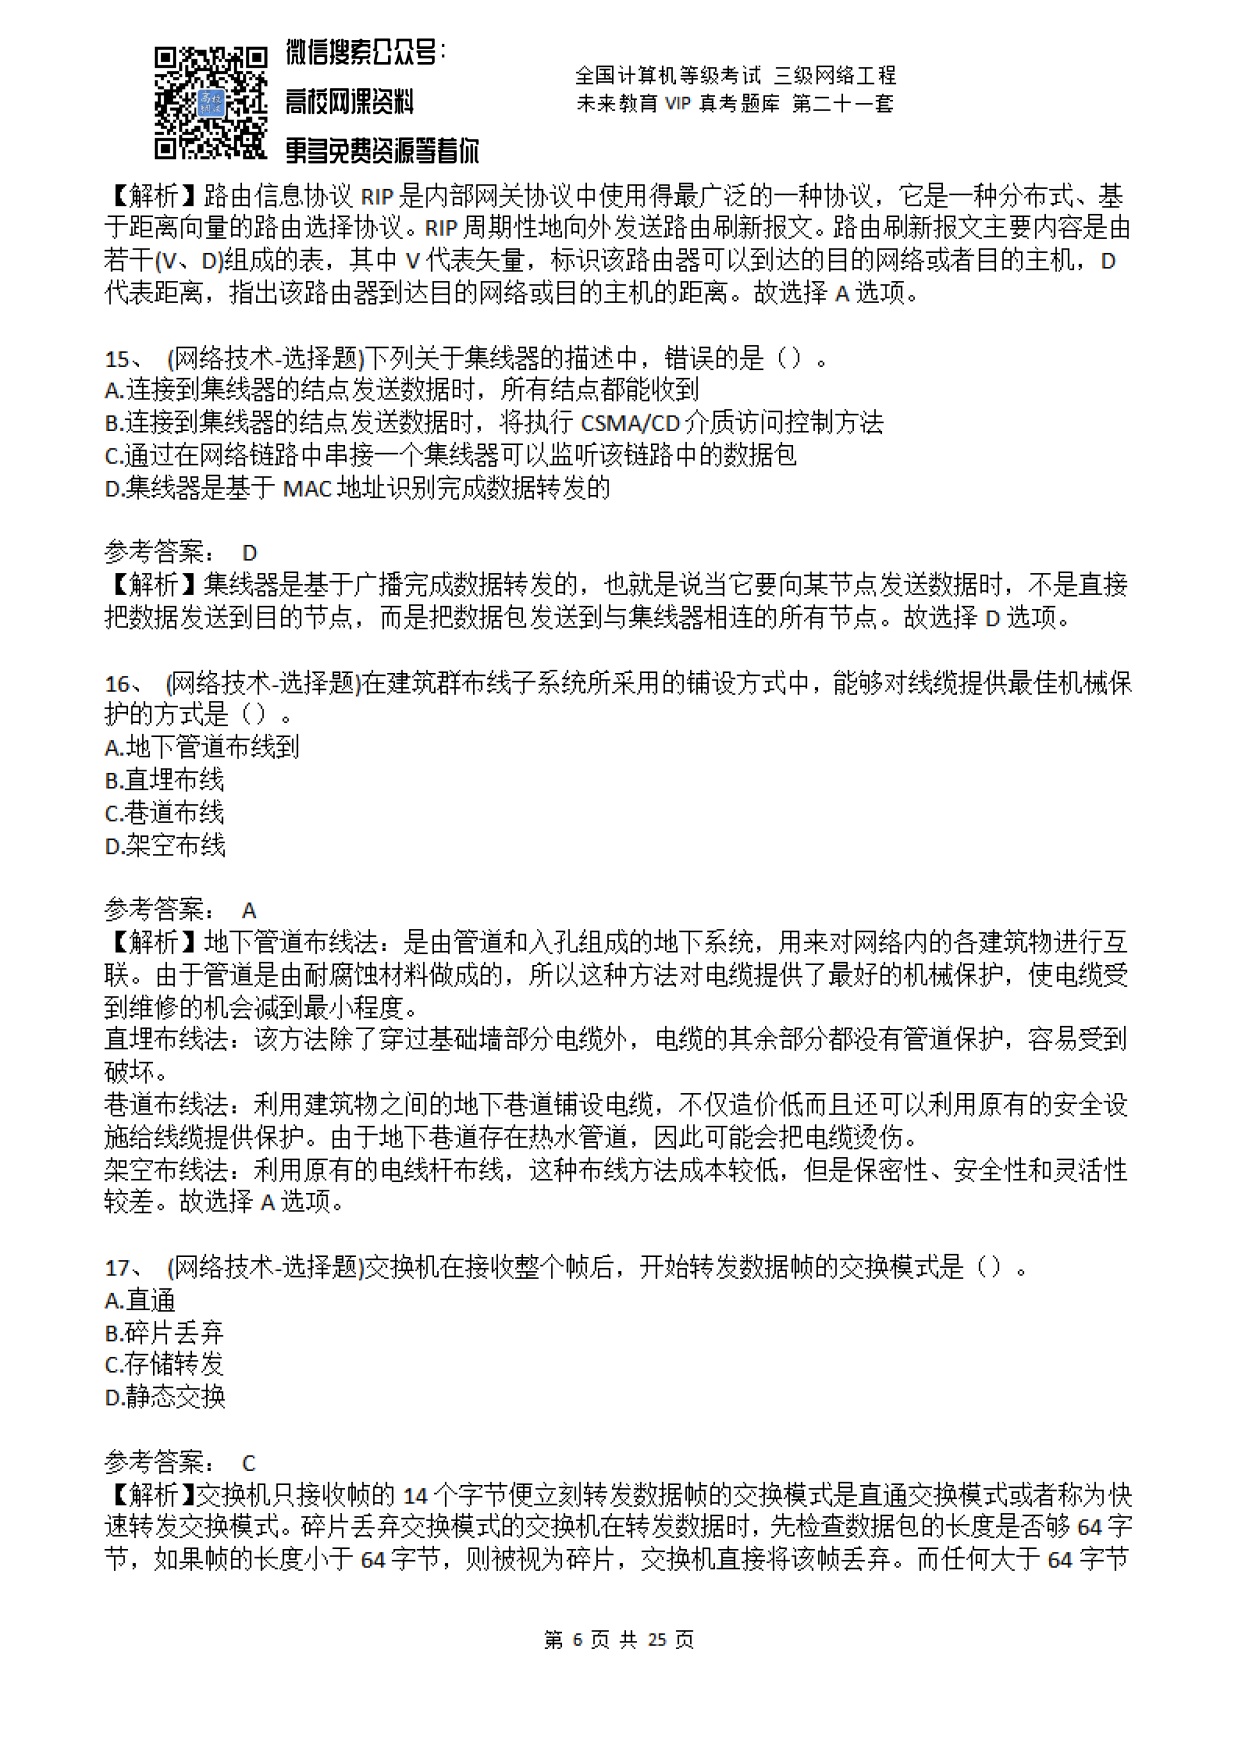 微信搜索公众号：
高校网课资料
更多免费资源等着你
全国计算机等级考试 三级网络工程
未来教育 VIP 真考题库 第二十一套
【解析】路由信息协议 RIP 是内部网关协议中使用得最广泛的一种协议，它是一种分布式、基
于距离向量的路由选择协议。RIP 周期性地向外发送路由刷新报文。路由刷新报文主要内容是由
若干(V、D)组成的表，其中 V 代表矢量，标识该路由器可以到达的目的网络或者目的主机，D
代表距离，指出该路由器到达目的网络或目的主机的距离。故选择 A 选项。
15、 (网络技术-选择题)下列关于集线器的描述中，错误的是（）。
A.连接到集线器的结点发送数据时，所有结点都能收到
B.连接到集线器的结点发送数据时，将执行 CSMA/CD 介质访问控制方法
C.通过在网络链路中串接一个集线器可以监听该链路中的数据包
D.集线器是基于 MAC 地址识别完成数据转发的
参考答案： D
【解析】集线器是基于广播完成数据转发的，也就是说当它要向某节点发送数据时，不是直接
把数据发送到目的节点，而是把数据包发送到与集线器相连的所有节点。故选择 D 选项。
16、 (网络技术-选择题)在建筑群布线子系统所采用的铺设方式中，能够对线缆提供最佳机械保
护的方式是（）。
A.地下管道布线到
B.直埋布线
C.巷道布线
D.架空布线
参考答案： A
【解析】地下管道布线法：是由管道和入孔组成的地下系统，用来对网络内的各建筑物进行互
联。由于管道是由耐腐蚀材料做成的，所以这种方法对电缆提供了最好的机械保护，使电缆受
到维修的机会减到最小程度。
直埋布线法：该方法除了穿过基础墙部分电缆外，电缆的其余部分都没有管道保护，容易受到
破坏。
巷道布线法：利用建筑物之间的地下巷道铺设电缆，不仅造价低而且还可以利用原有的安全设
施给线缆提供保护。由于地下巷道存在热水管道，因此可能会把电缆烫伤。
架空布线法：利用原有的电线杆布线，这种布线方法成本较低，但是保密性、安全性和灵活性
较差。故选择 A 选项。
17、 (网络技术-选择题)交换机在接收整个帧后，开始转发数据帧的交换模式是（）。
A.直通
B.碎片丢弃
C.存储转发
D.静态交换
参考答案： C
【解析】交换机只接收帧的 14 个字节便立刻转发数据帧的交换模式是直通交换模式或者称为快
速转发交换模式。碎片丢弃交换模式的交换机在转发数据时，先检查数据包的长度是否够 64 字
节，如果帧的长度小于 64 字节，则被视为碎片，交换机直接将该帧丢弃。而任何大于 64 字节
第 6 页 共 25 页